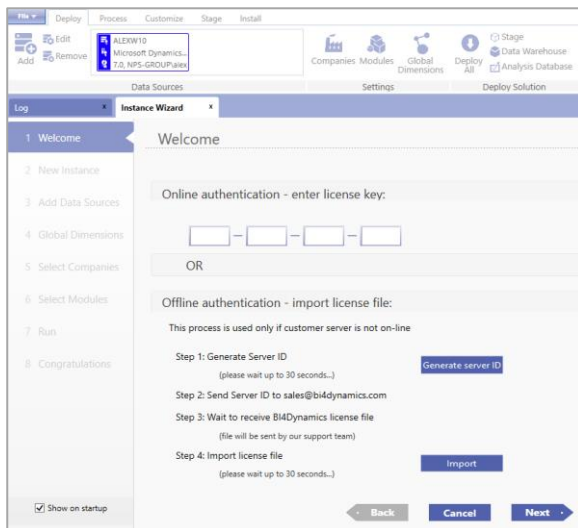 File
Deploy
Process
Customize
Stage
Install
Add
Edit
Remove
ALEXW10
Microsoft Dynamics...
7.0, NPS-GROUP\alex
Data Sources
Companies
Modules
Global
Dimensions
Settings
Deploy
All
Stage
Data Warehouse
Analysis Database
Deploy Solution
Log x
Instance Wizard x
1 Welcome
2 New Instance
3 Add Data Sources
4 Global Dimensions
5 Select Companies
6 Select Modules
7 Run
8 Congratulations
Show on startup
Welcome
Online authentication - enter license key:
– – –
OR
Offline authentication - import license file:
This process is used only if customer server is not on-line
Step 1: Generate Server ID
(please wait up to 30 seconds...)
Generate server ID
Step 2: Send Server ID to sales@bi4dynamics.com
Step 3: Wait to receive BI4Dynamics license file
(file will be sent by our support team)
Step 4: Import license file
(please wait up to 30 seconds...)
Import
Back
Cancel
Next